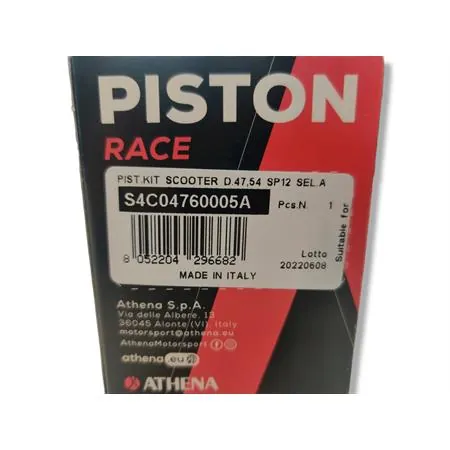 PISTON
RACE
PIST.KIT SCOOTER D.47,54 SP12 SEL.A
S4C04760005A
Pcs.N 1
Suitable for
8 052204 296682
Lotto
20220608
MADE IN ITALY
Athena S.p.A.
Via delle Albere, 13
36045 Alonte (VI), Italy
motorsport@athena.eu
AthenaMotorsport
athena.eu
ATHENA